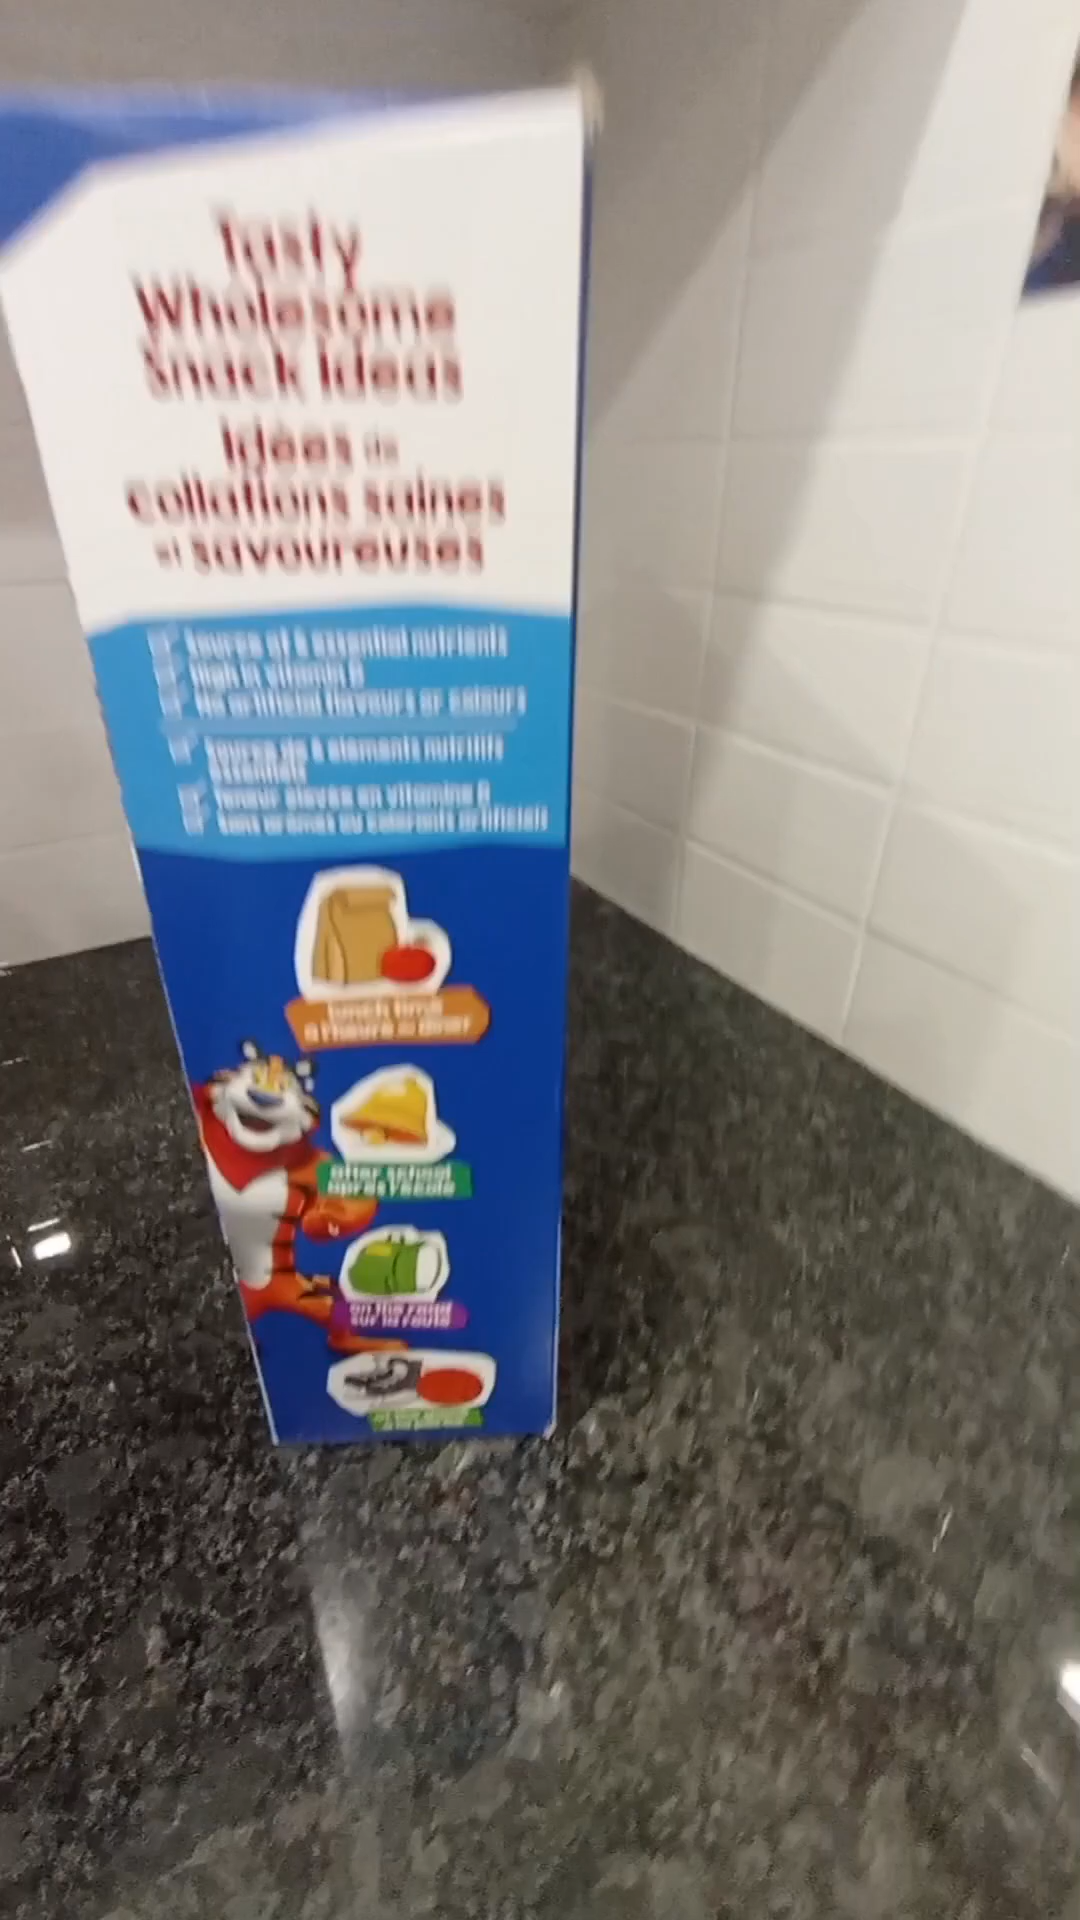 Tasty
Wholesome
Snack Ideas
Idées de
collations saines
et savoureuses
Source of 6 essential nutrients
High in vitamin
No artificial flavours or colours
Source de 6 éléments nutritifs
essentiels
Teneur élevée en vitamine
Sans arômes ou colorants artificiels
lunch time
à l'heure du dîner
after school
après l'école
on the road
sur la route